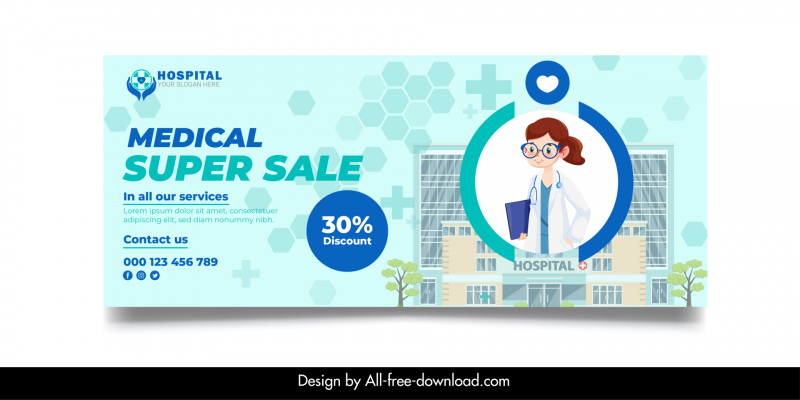 HOSPITAL
YOUR SLOGAN HERE
MEDICAL
SUPER SALE
In all our services
Lorem ipsum dolor sit amet, consectetuer
adipiscing elit, sed diam nonummy nibh.
30%
Discount
Contact us
000 123 456 789
HOSPITAL
Design by All-free-download.com